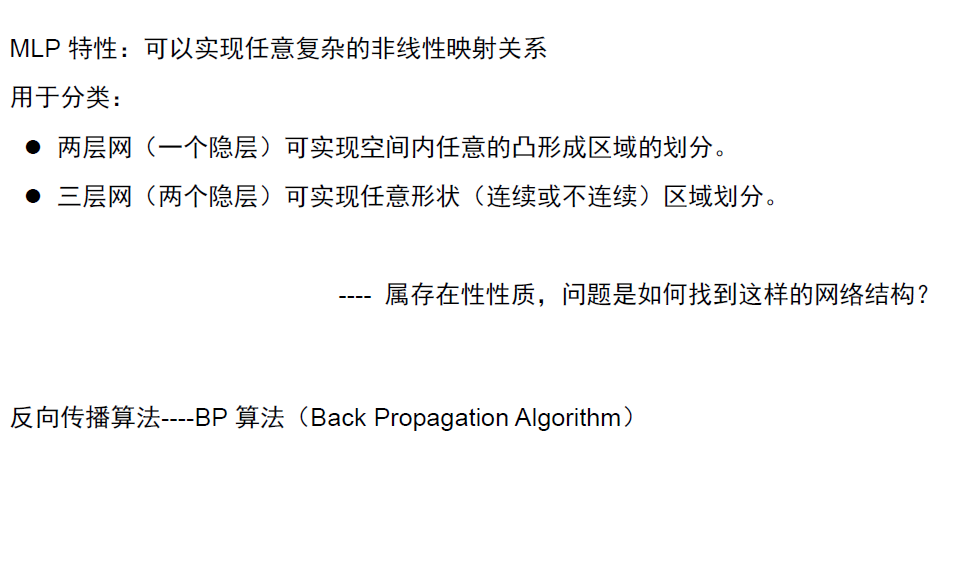 MLP 特性：可以实现任意复杂的非线性映射关系
用于分类：
● 两层网（一个隐层）可实现空间内任意的凸形成区域的划分。
● 三层网（两个隐层）可实现任意形状（连续或不连续）区域划分。
---- 属存在性性质，问题是如何找到这样的网络结构？
反向传播算法----BP 算法（Back Propagation Algorithm）